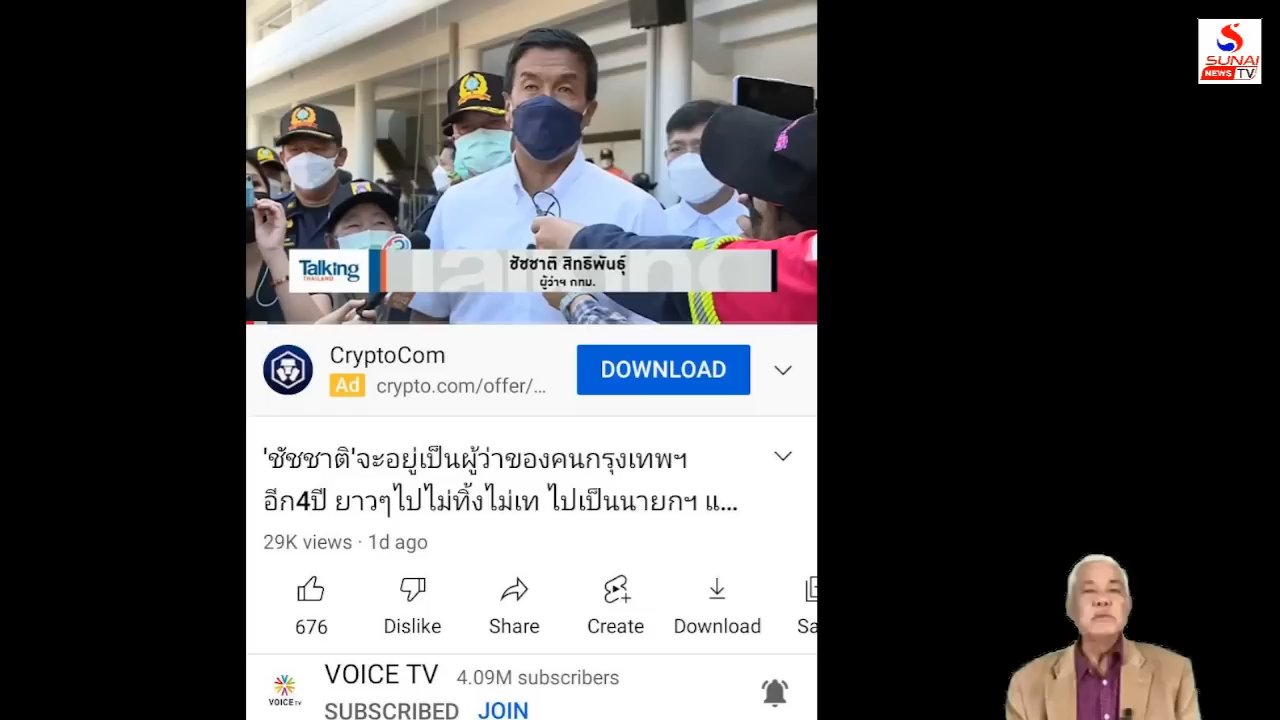 SUNAI
NEWS TV
Talking
THAILAND
ชัชชาติ สิทธิพันธุ์
ผู้ว่าฯ กทม.
CryptoCom
Ad crypto.com/offer/...
DOWNLOAD
'ชัชชาติ'จะอยู่เป็นผู้ว่าของคนกรุงเทพฯ
อีก4ปี ยาวๆไปไม่ทิ้งไม่เท ไปเป็นนายกฯ แ...
29K views · 1d ago
676
Dislike
Share
Create
Download
Sa
VOICE TV
VOICE TV 4.09M subscribers
SUBSCRIBED JOIN